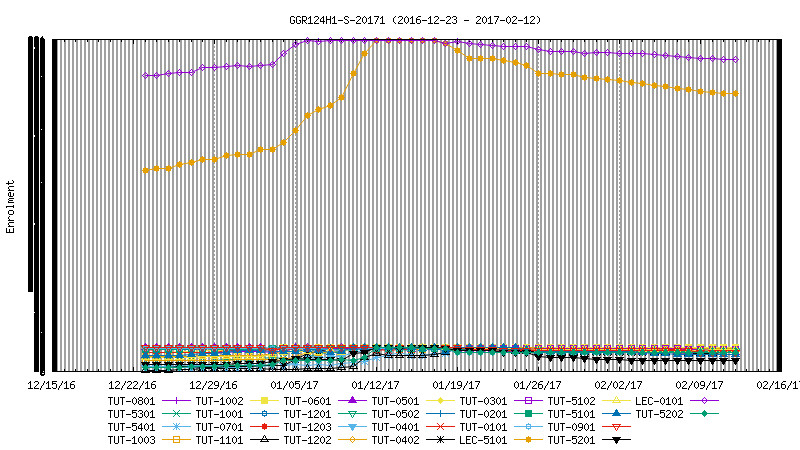 GGR124H1-S-20171 (2016-12-23 - 2017-02-12)
Enrolment
12/15/16 12/22/16 12/29/16 01/05/17 01/12/17 01/19/17 01/26/17 02/02/17 02/09/17 02/16/17
TUT-0801 TUT-1002 TUT-0601 TUT-0501 TUT-0301 TUT-5102 LEC-0101
TUT-5301 TUT-1001 TUT-1201 TUT-0502 TUT-0201 TUT-5101 TUT-5202
TUT-5401 TUT-0701 TUT-1203 TUT-0401 TUT-0101 TUT-0901
TUT-1003 TUT-1101 TUT-1202 TUT-0402 LEC-5101 TUT-5201